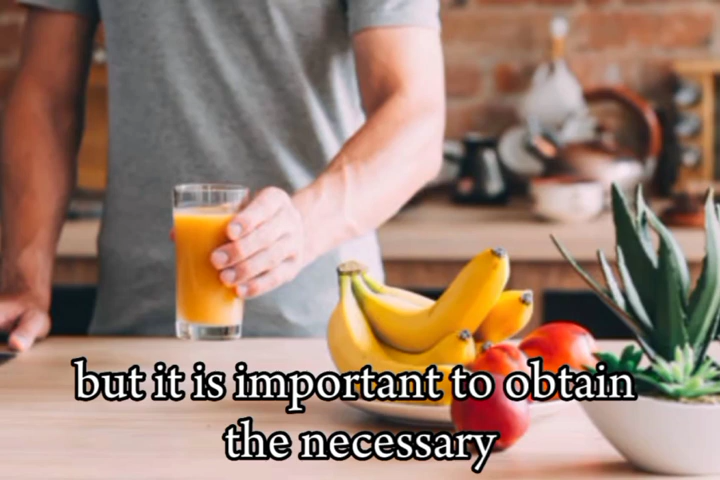 but it is important to obtain
the necessary